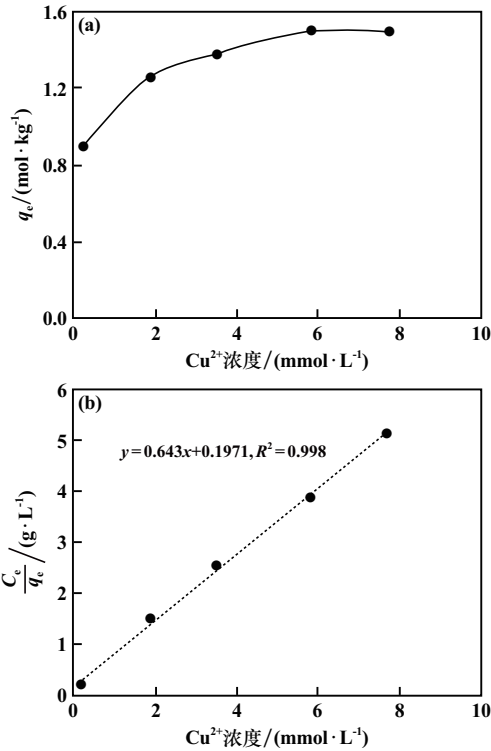 (a)
1.6
1.2
0.8
0.4
0.0
qₑ/(mol·kg⁻¹)
0 2 4 6 8 10
Cu²⁺浓度/(mmol·L⁻¹)
(b)
6
5
4
3
2
1
0
y=0.643x+0.1971,R²=0.998
Cₑ/qₑ/(g·L⁻¹)
0 2 4 6 8 10
Cu²⁺浓度/(mmol·L⁻¹)